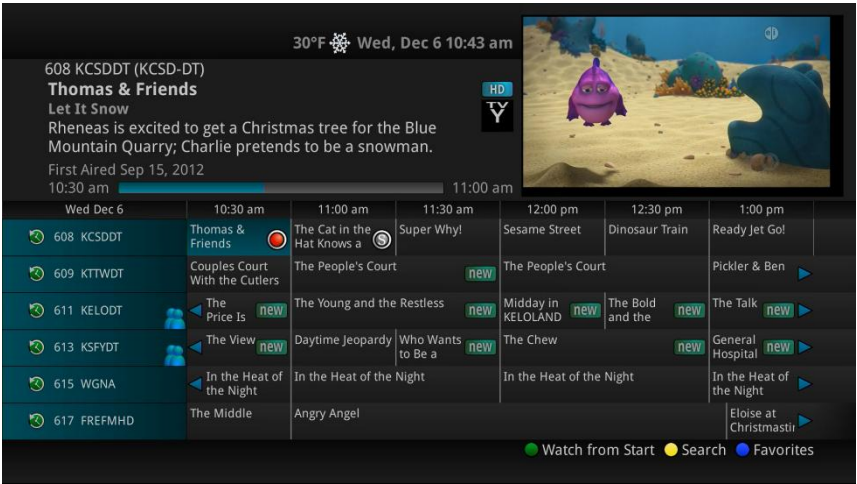 30°F Wed, Dec 6 10:43 am
608 KCSDDT (KCSD-DT)
Thomas & Friends
HD
Let It Snow
TV
Y
Rheneas is excited to get a Christmas tree for the Blue
Mountain Quarry; Charlie pretends to be a snowman.
First Aired Sep 15, 2012
10:30 am 11:00 am
Wed Dec 6 10:30 am 11:00 am 11:30 am 12:00 pm 12:30 pm 1:00 pm
608 KCSDDT
Thomas &
Friends
The Cat in the
Hat Knows a
S
Super Why!
Sesame Street
Dinosaur Train
Ready Jet Go!
609 KTTWDT
Couples Court
With the Cutlers
The People's Court
new
The People's Court
Pickler & Ben
611 KELODT
The
Price Is
new
The Young and the Restless
new
Midday in
KELOLAND
new
The Bold
and the
new
The Talk
new
613 KSFYDT
The View
new
Daytime Jeopardy
Who Wants
to Be a
new
The Chew
new
General
Hospital
new
615 WGNA
In the Heat of
the Night
In the Heat of the Night
In the Heat of the Night
In the Heat of
the Night
617 FREFMHD
The Middle
Angry Angel
Eloise at
Christmastir
Watch from Start Search Favorites